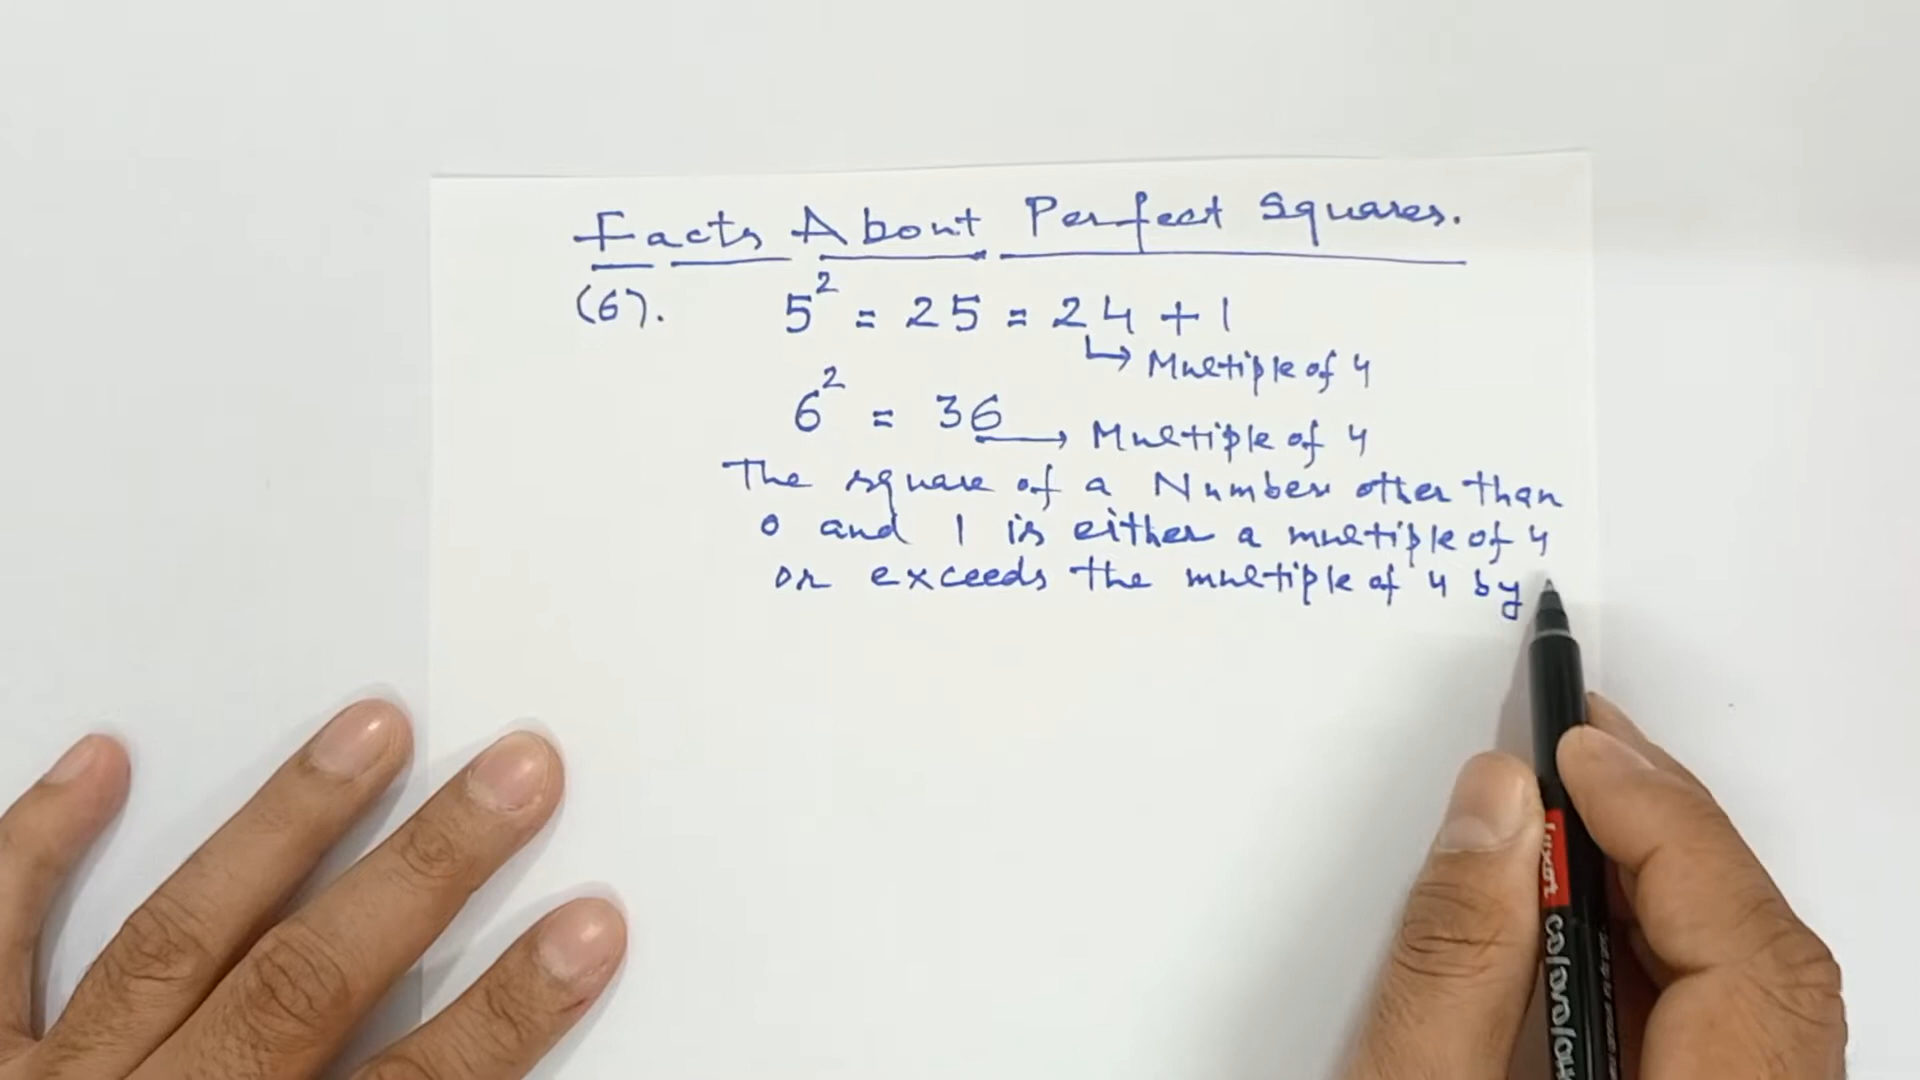 Facts About Perfect Squares.
(6). 5² = 25 = 24 + 1
↳ Multiple of 4
6² = 36 → Multiple of 4
The square of a Number other than
0 and 1 is either a multiple of 4
or exceeds the multiple of 4 by
Luxor